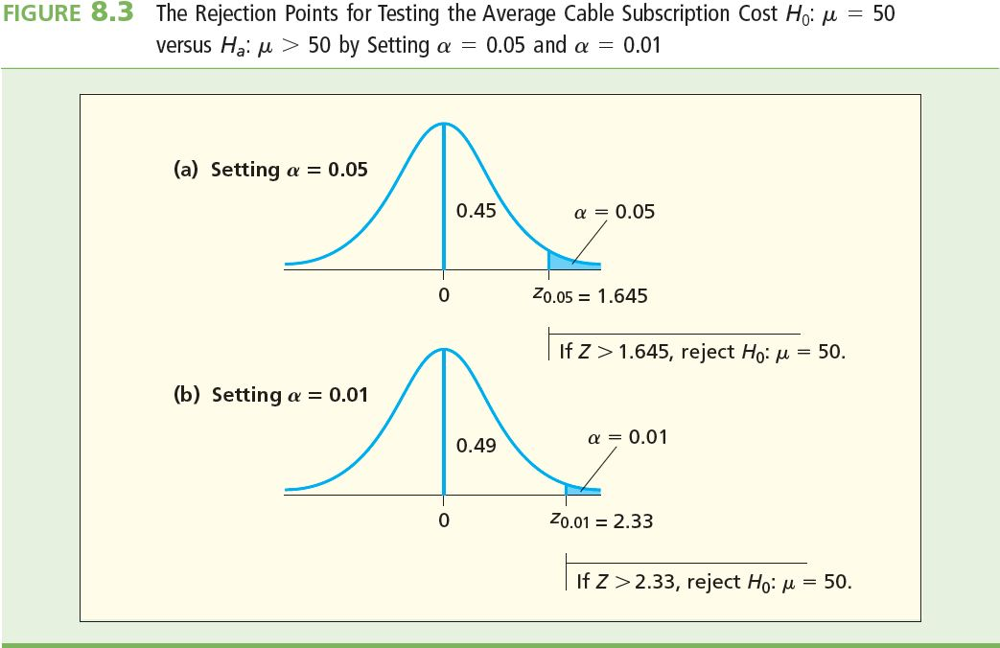 FIGURE 8.3 The Rejection Points for Testing the Average Cable Subscription Cost H₀: μ = 50
versus Hₐ: μ > 50 by Setting α = 0.05 and α = 0.01
(a) Setting α = 0.05
0.45
α = 0.05
0
z₀.₀₅ = 1.645
If Z > 1.645, reject H₀: μ = 50.
(b) Setting α = 0.01
0.49
α = 0.01
0
z₀.₀₁ = 2.33
If Z > 2.33, reject H₀: μ = 50.